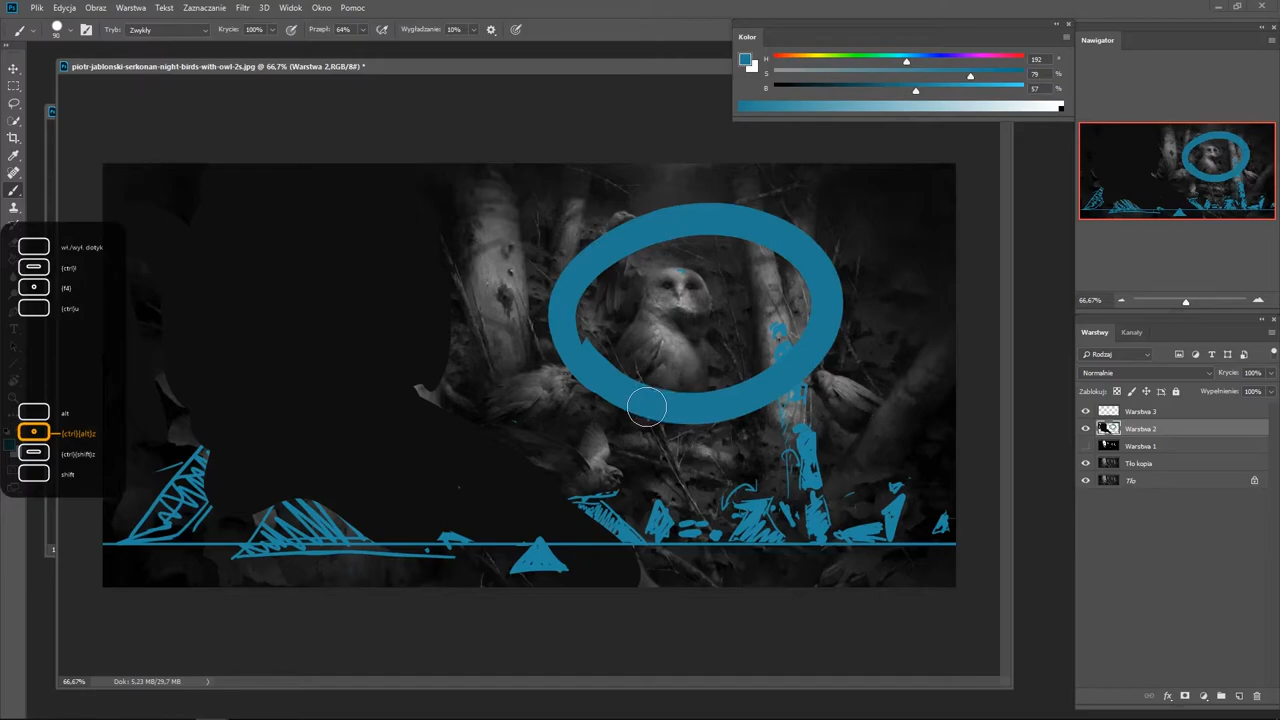 Ps Plik Edycja Obraz Warstwa Tekst Zaznaczanie Filtr 3D Widok Okno Pomoc
90 Tryb: Zwykły Krycie: 100% Przepł: 64% Wygładzanie: 10%
Kolor
H 192 °
S 79 %
B 57 %
Nawigator
piotr-jablonski-serkonan-night-birds-with-owl-2s.jpg @ 66,7% (Warstwa 2,RGB/8#) *
wł./wył. dotyk
{ctrl}ł
{f4}
{ctrl}u
alt
{ctrl}{alt}z
{ctrl}{shift}z
shift
66,67%
Warstwy Kanały
Rodzaj
Normalnie Krycie: 100%
Zablokuj: Wypełnienie: 100%
Warstwa 3
Warstwa 2
Warstwa 1
Tło kopia
Tło
66,67% Dok: 5,23 MB/29,7 MB